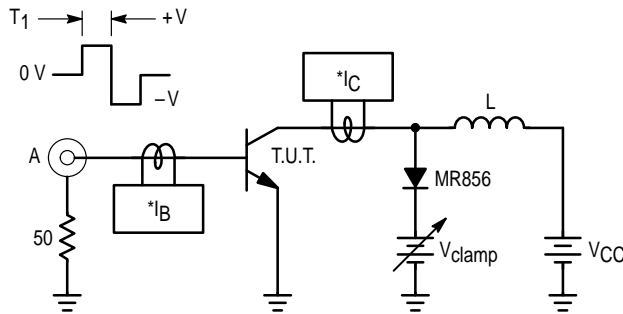 T1
+V
0 V
–V
*IC
L
A
T.U.T.
MR856
*IB
50
Vclamp
VCC